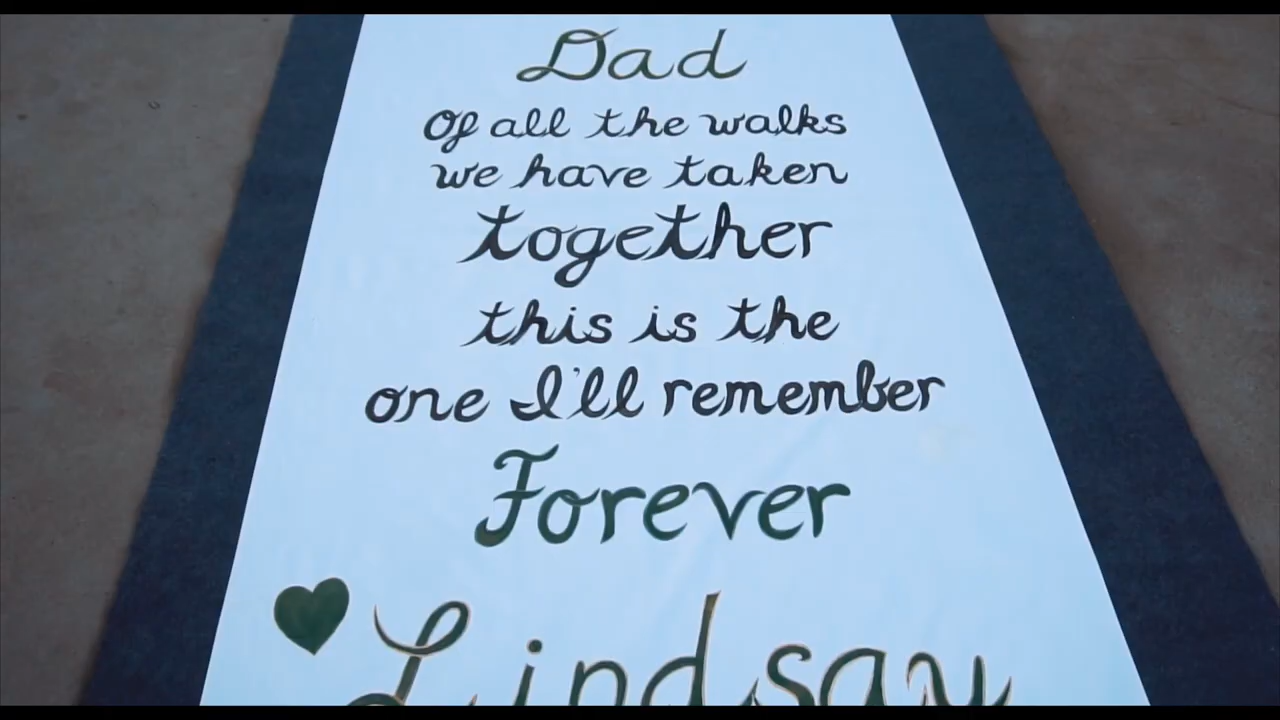 Dad
Of all the walks
we have taken
together
this is the
one I'll remember
Forever
Lindsay